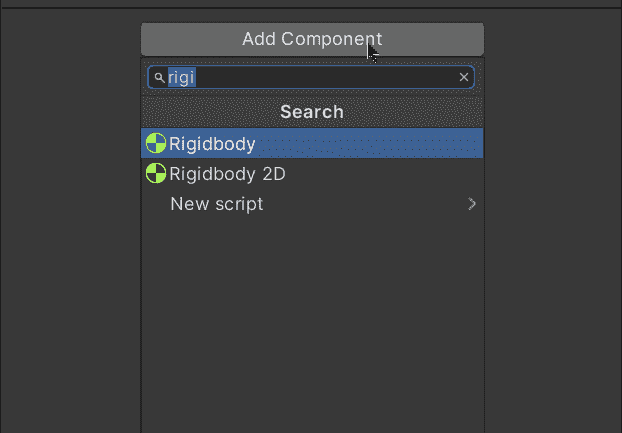 Add Component
rigi
Search
Rigidbody
Rigidbody 2D
New script